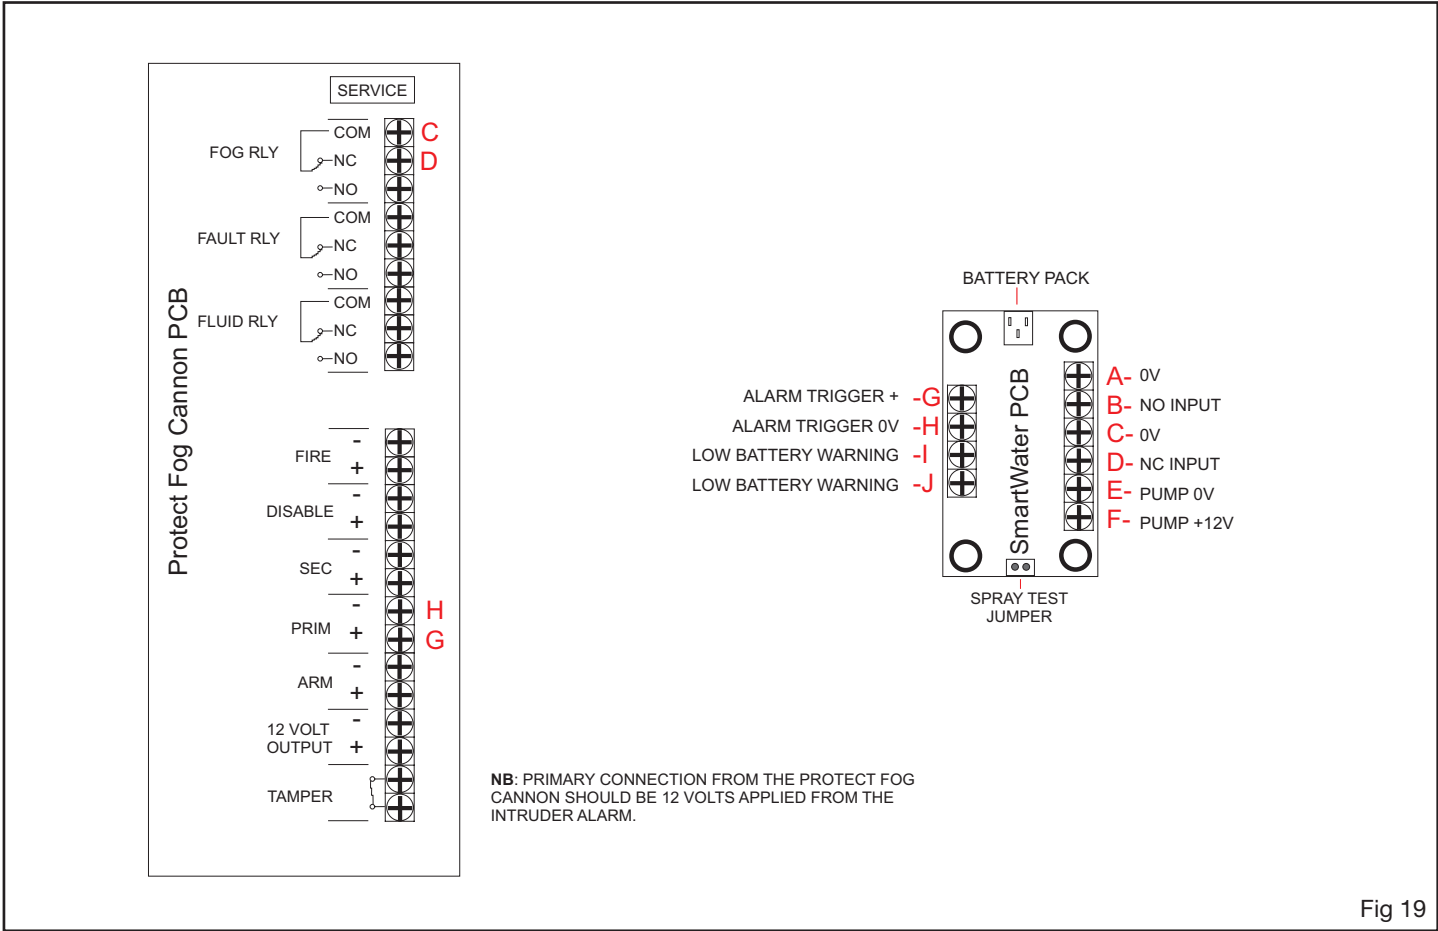 SERVICE
FOG RLY
COM C
NC D
NO
FAULT RLY
COM
NC
NO
FLUID RLY
COM
NC
NO
Protect Fog Cannon PCB
FIRE
-
+
DISABLE
-
+
SEC
-
+
PRIM
- H
+ G
ARM
-
+
12 VOLT
OUTPUT
-
+
TAMPER
NB: PRIMARY CONNECTION FROM THE PROTECT FOG
CANNON SHOULD BE 12 VOLTS APPLIED FROM THE
INTRUDER ALARM.
BATTERY PACK
ALARM TRIGGER + -G
ALARM TRIGGER 0V -H
LOW BATTERY WARNING -I
LOW BATTERY WARNING -J
SmartWater PCB
A- 0V
B- NO INPUT
C- 0V
D- NC INPUT
E- PUMP 0V
F- PUMP +12V
SPRAY TEST
JUMPER
Fig 19